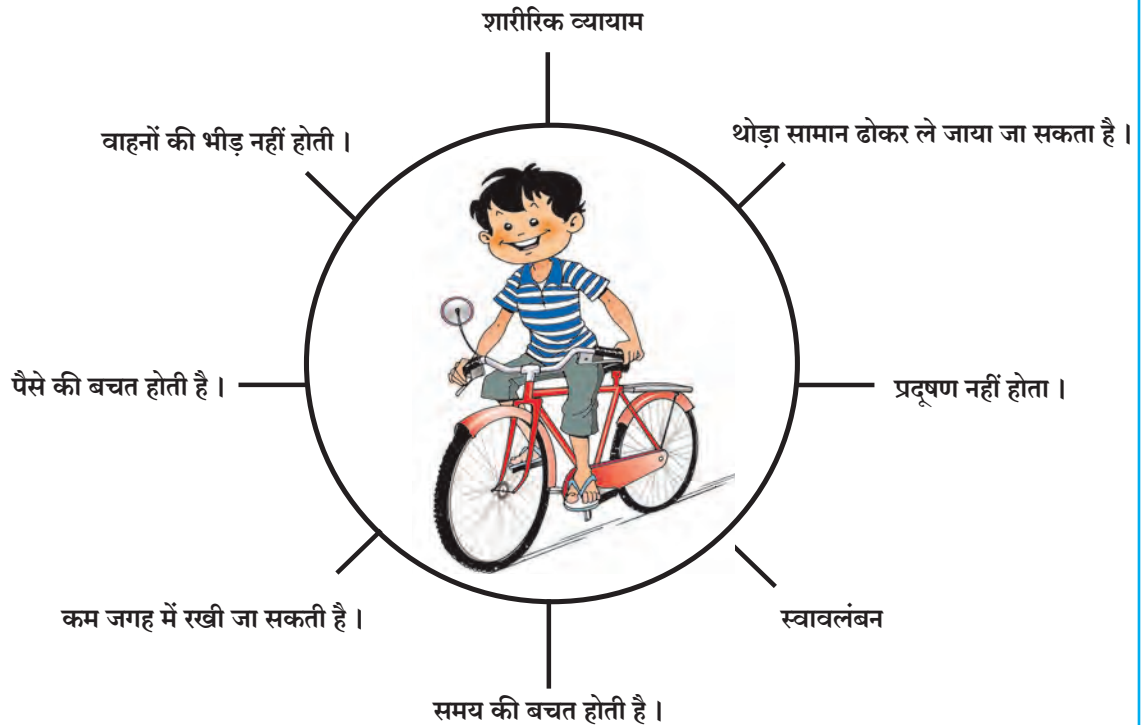 शारीरिक व्यायाम
वाहनों की भीड़ नहीं होती ।
थोड़ा सामान ढोकर ले जाया जा सकता है ।
पैसे की बचत होती है ।
प्रदूषण नहीं होता ।
कम जगह में रखी जा सकती है ।
स्वावलंबन
समय की बचत होती है ।